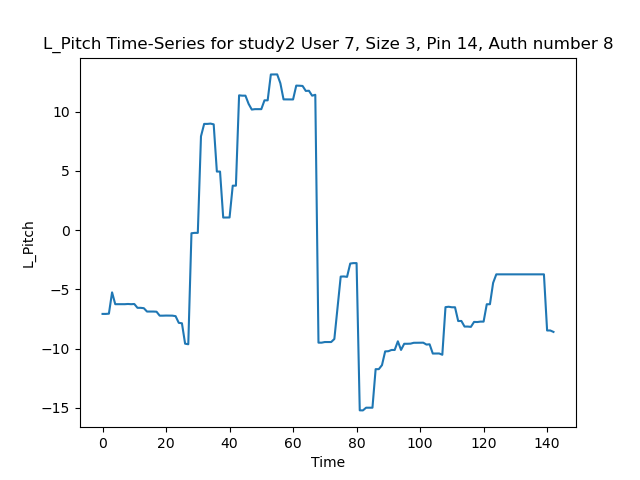 L_Pitch Time-Series for study2 User 7, Size 3, Pin 14, Auth number 8
10
5
0
−5
−10
−15
L_Pitch
0 20 40 60 80 100 120 140
Time